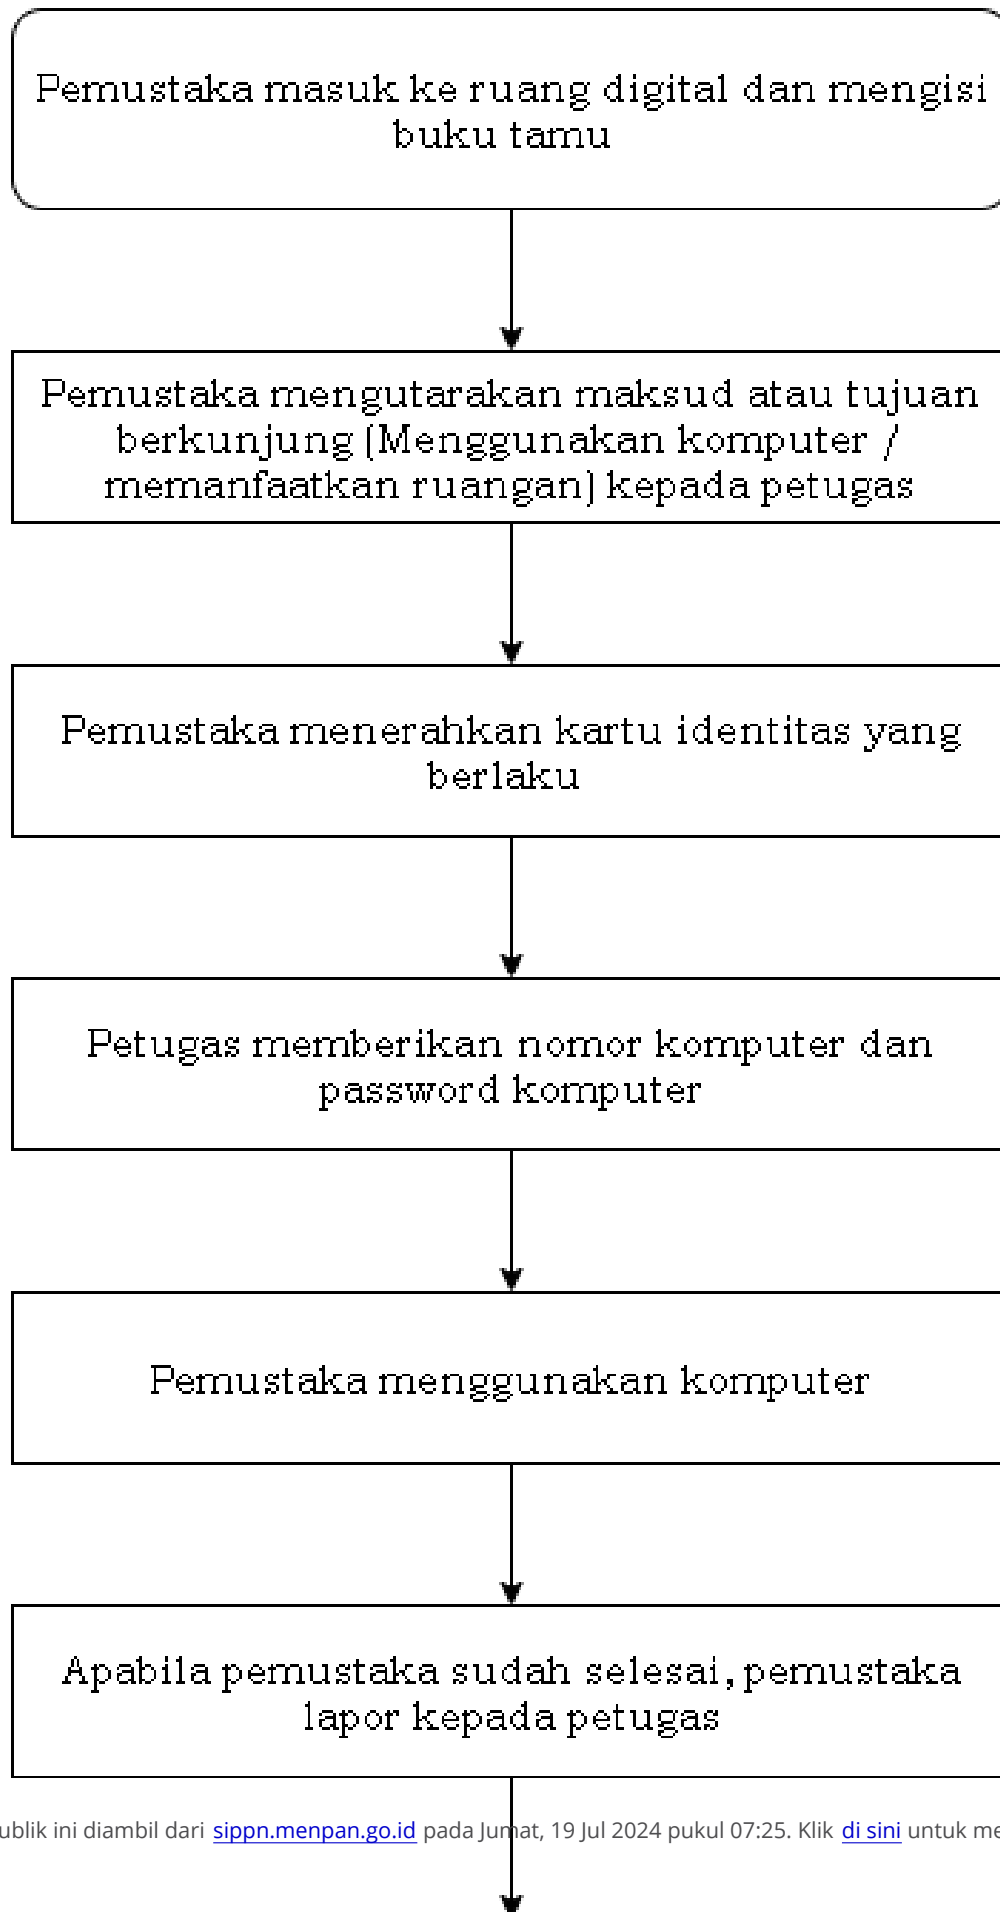 Pemustaka masuk ke ruang digital dan mengisi
buku tamu
Pemustaka mengutarakan maksud atau tujuan
berkunjung (Menggunakan komputer /
memanfaatkan ruangan) kepada petugas
Pemustaka menerahkan kartu identitas yang
berlaku
Petugas memberikan nomor komputer dan
password komputer
Pemustaka menggunakan komputer
Apabila pemustaka sudah selesai, pemustaka
lapor kepada petugas
ublik ini diambil dari sippn.menpan.go.id pada Jumat, 19 Jul 2024 pukul 07:25. Klik di sini untuk me